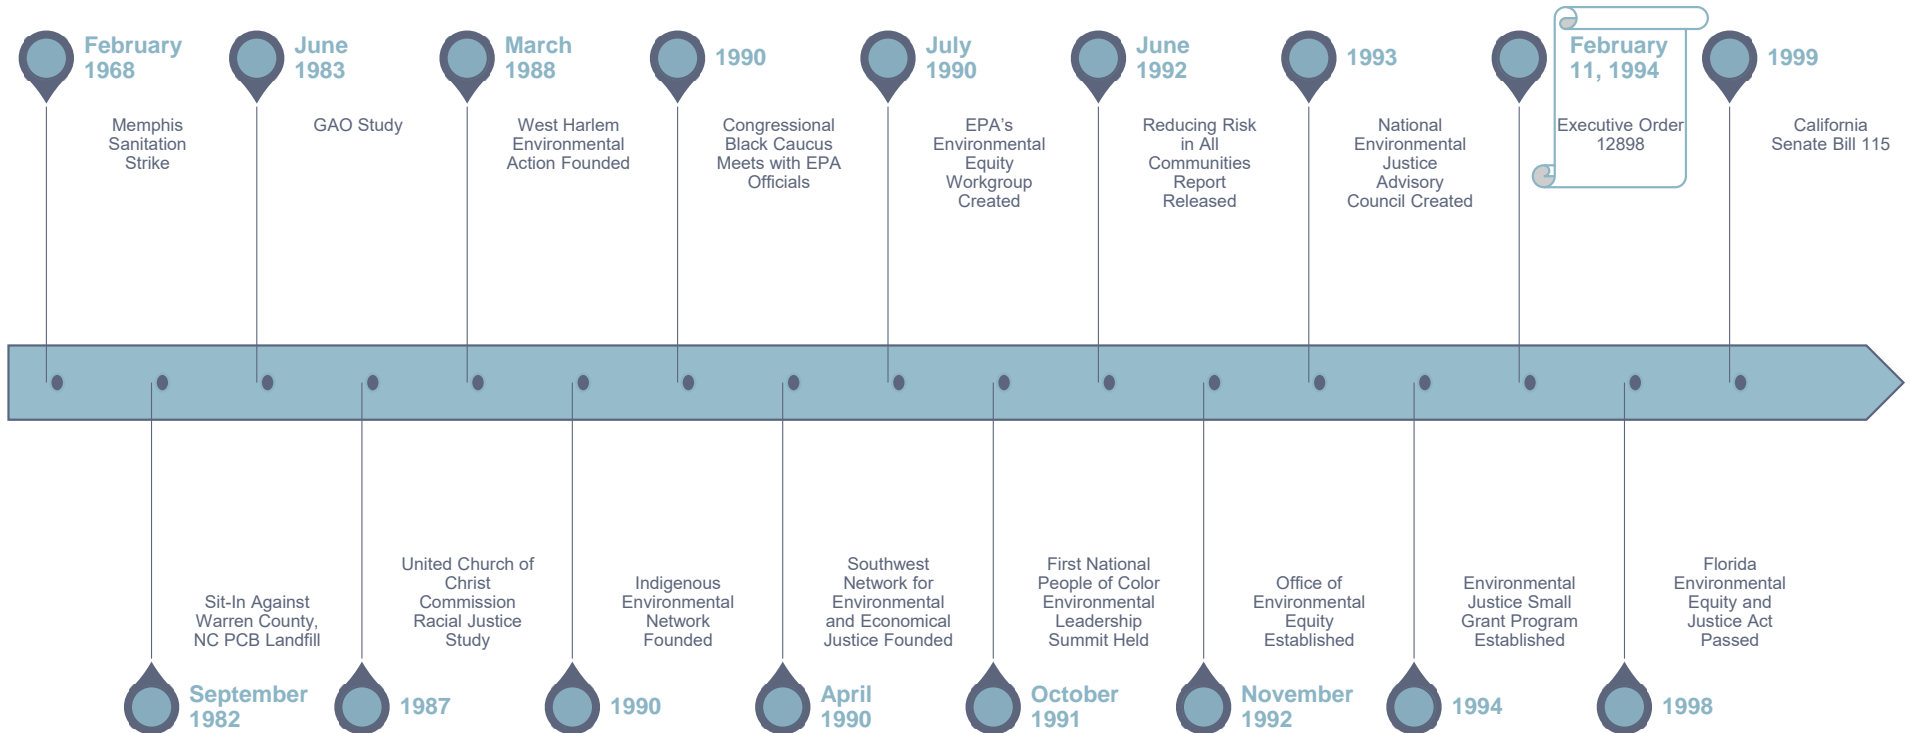 February
1968
Memphis
Sanitation
Strike
June
1983
GAO Study
March
1988
West Harlem
Environmental
Action Founded
1990
Congressional
Black Caucus
Meets with EPA
Officials
July
1990
EPA’s
Environmental
Equity
Workgroup
Created
June
1992
Reducing Risk
in All
Communities
Report
Released
1993
National
Environmental
Justice
Advisory
Council Created
February
11, 1994
Executive Order
12898
1999
California
Senate Bill 115
Sit-In Against
Warren County,
NC PCB Landfill
September
1982
United Church of
Christ
Commission
Racial Justice
Study
1987
Indigenous
Environmental
Network
Founded
1990
Southwest
Network for
Environmental
and Economical
Justice Founded
April
1990
First National
People of Color
Environmental
Leadership
Summit Held
October
1991
Office of
Environmental
Equity
Established
November
1992
Environmental
Justice Small
Grant Program
Established
1994
Florida
Environmental
Equity and
Justice Act
Passed
1998